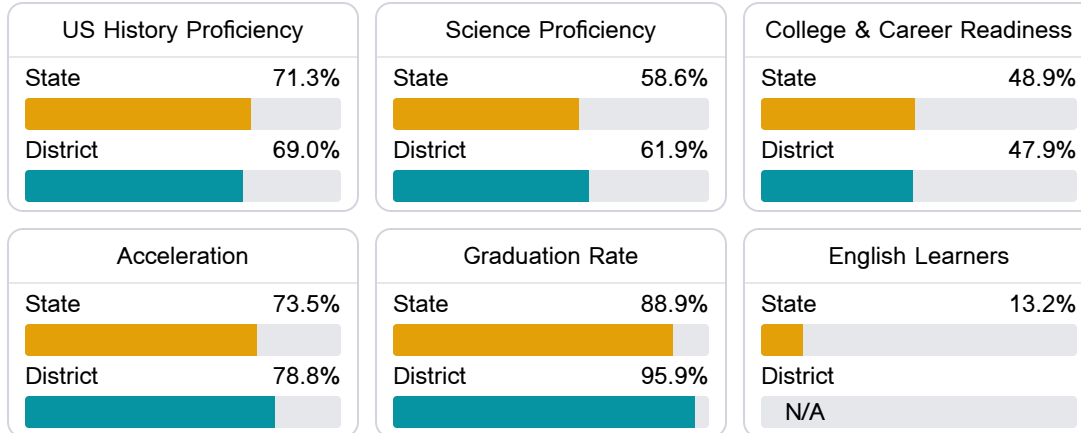 US History Proficiency
State 71.3%
District 69.0%
Science Proficiency
State 58.6%
District 61.9%
College & Career Readiness
State 48.9%
District 47.9%
Acceleration
State 73.5%
District 78.8%
Graduation Rate
State 88.9%
District 95.9%
English Learners
State 13.2%
District
N/A